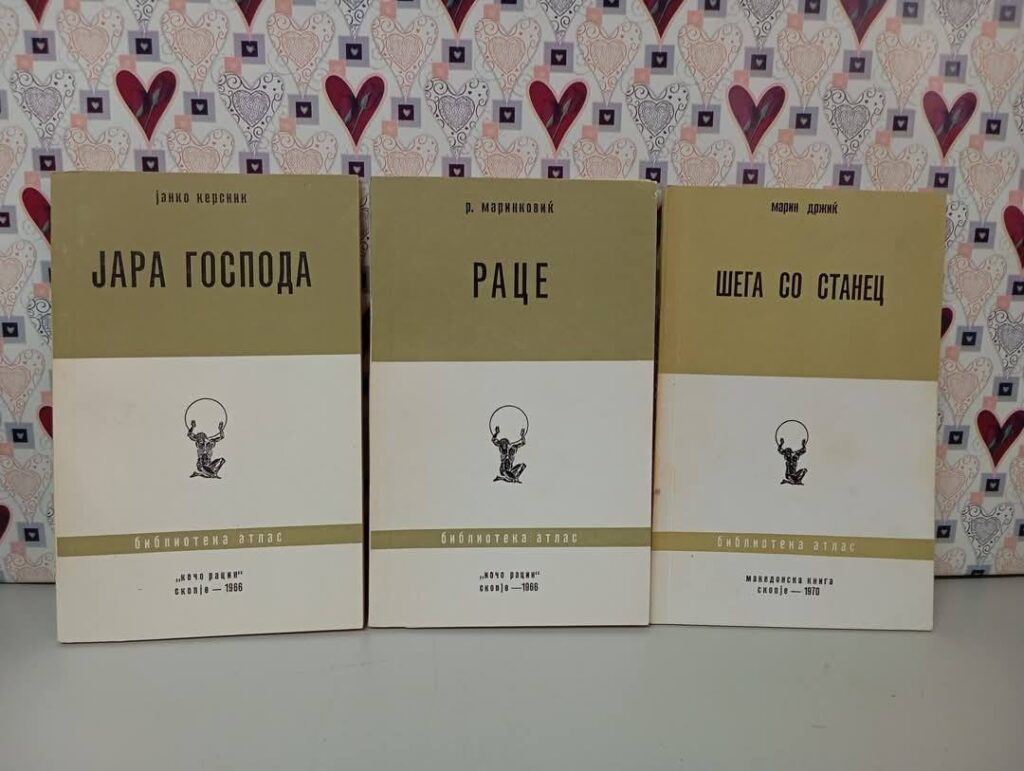 јанко керсник
ЈАРА ГОСПОДА
библиотека атлас
„кочо рацин“
скопје — 1966
р. маринковиќ
РАЦЕ
библиотека атлас
„кочо рацин“
скопје — 1966
марин држиќ
ШЕГА СО СТАНЕЦ
библиотека атлас
македонска книга
скопје — 1970